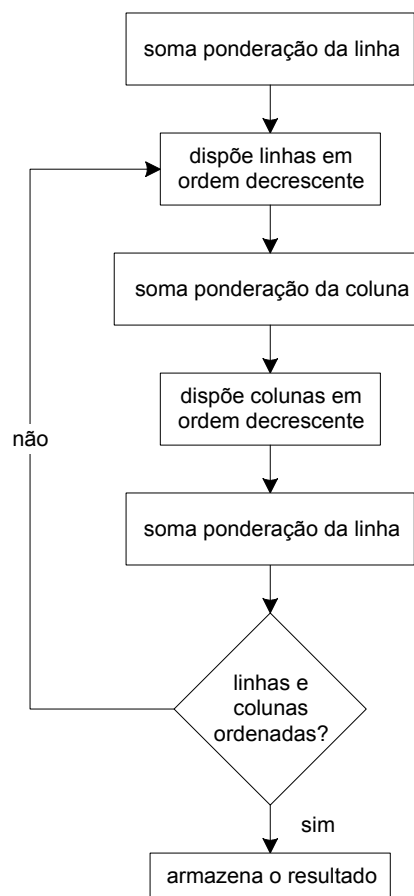 soma ponderação da linha
dispõe linhas em
ordem decrescente
soma ponderação da coluna
dispõe colunas em
ordem decrescente
não
soma ponderação da linha
linhas e
colunas
ordenadas?
sim
armazena o resultado